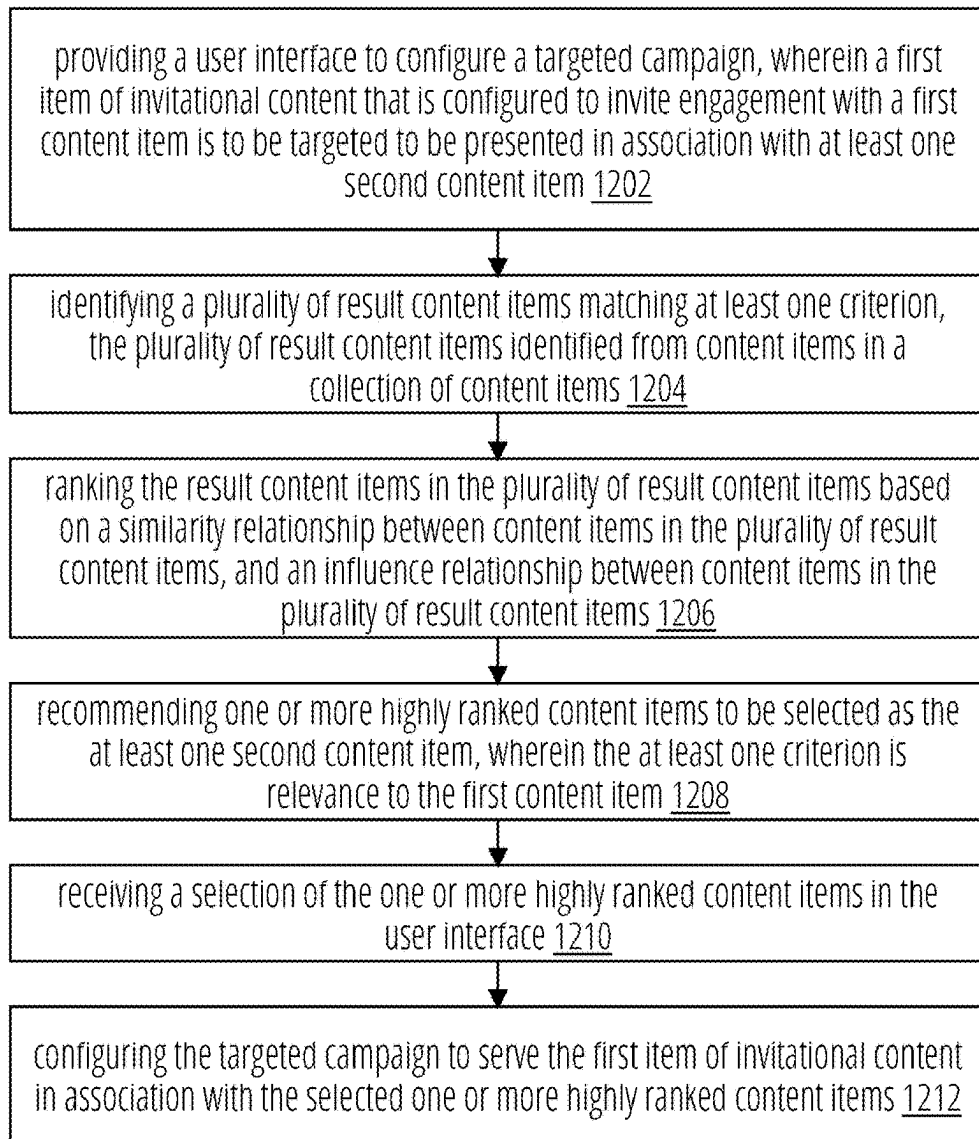 providing a user interface to configure a targeted campaign, wherein a first
item of invitational content that is configured to invite engagement with a first
content item is to be targeted to be presented in association with at least one
second content item 1202
identifying a plurality of result content items matching at least one criterion,
the plurality of result content items identified from content items in a
collection of content items 1204
ranking the result content items in the plurality of result content items based
on a similarity relationship between content items in the plurality of result
content items, and an influence relationship between content items in the
plurality of result content items 1206
recommending one or more highly ranked content items to be selected as the
at least one second content item, wherein the at least one criterion is
relevance to the first content item 1208
receiving a selection of the one or more highly ranked content items in the
user interface 1210
configuring the targeted campaign to serve the first item of invitational content
in association with the selected one or more highly ranked content items 1212